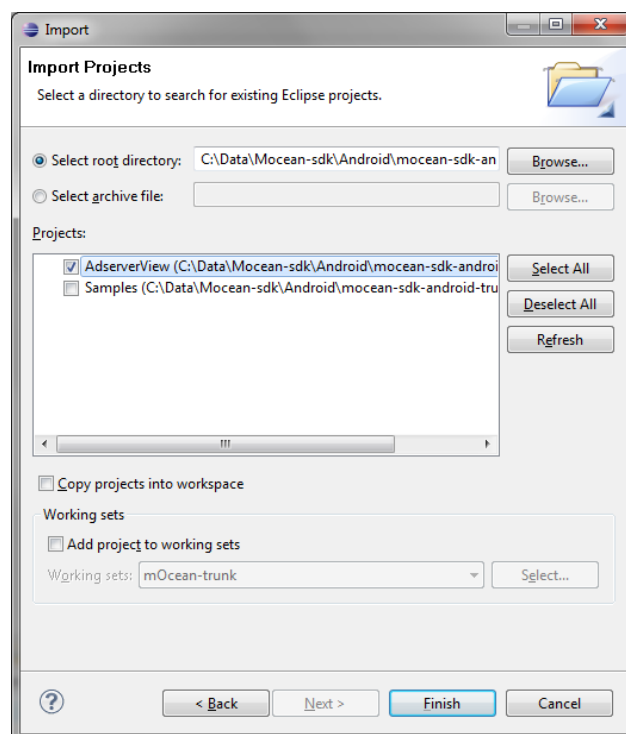 Import
Import Projects
Select a directory to search for existing Eclipse projects.
Select root directory: C:\Data\Mocean-sdk\Android\mocean-sdk-an Browse...
Select archive file: Browse...
Projects:
AdserverView (C:\Data\Mocean-sdk\Android\mocean-sdk-androi
Samples (C:\Data\Mocean-sdk\Android\mocean-sdk-android-tru
Select All
Deselect All
Refresh
Copy projects into workspace
Working sets
Add project to working sets
Working sets: mOcean-trunk Select...
< Back Next > Finish Cancel